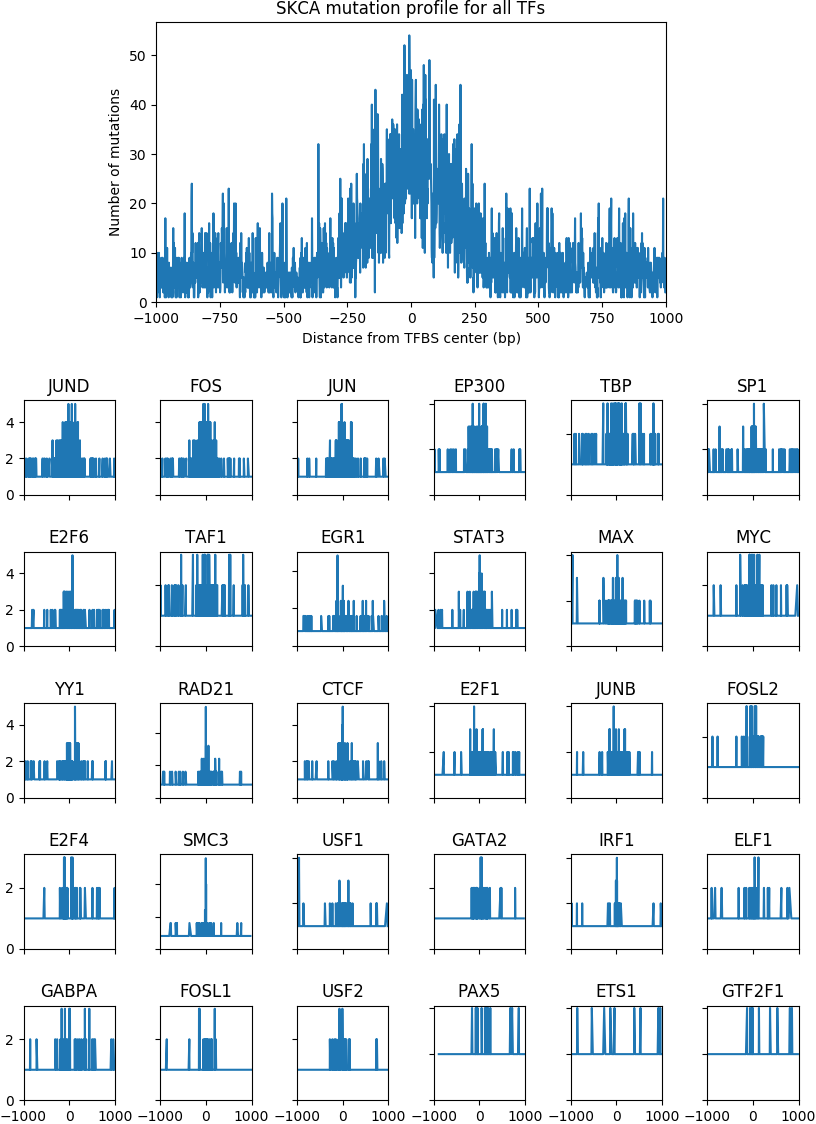 SKCA mutation profile for all TFs
50
40
30
20
10
0
Number of mutations
−1000 −750 −500 −250 0 250 500 750 1000
Distance from TFBS center (bp)
JUND FOS JUN EP300 TBP SP1
4
2
0
E2F6 TAF1 EGR1 STAT3 MAX MYC
4
2
0
YY1 RAD21 CTCF E2F1 JUNB FOSL2
4
2
0
E2F4 SMC3 USF1 GATA2 IRF1 ELF1
2
0
GABPA FOSL1 USF2 PAX5 ETS1 GTF2F1
2
0
−1000 0 1000 −1000 0 1000 −1000 0 1000 −1000 0 1000 −1000 0 1000 −1000 0 1000